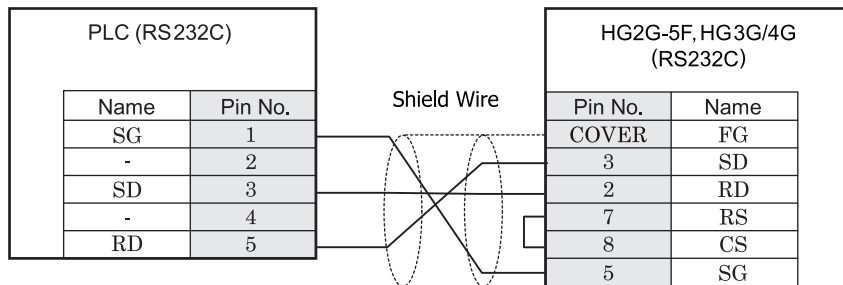 PLC (RS232C)
Name Pin No.
SG 1
- 2
SD 3
- 4
RD 5
Shield Wire
HG2G-5F, HG3G/4G
(RS232C)
Pin No. Name
COVER FG
3 SD
2 RD
7 RS
8 CS
5 SG